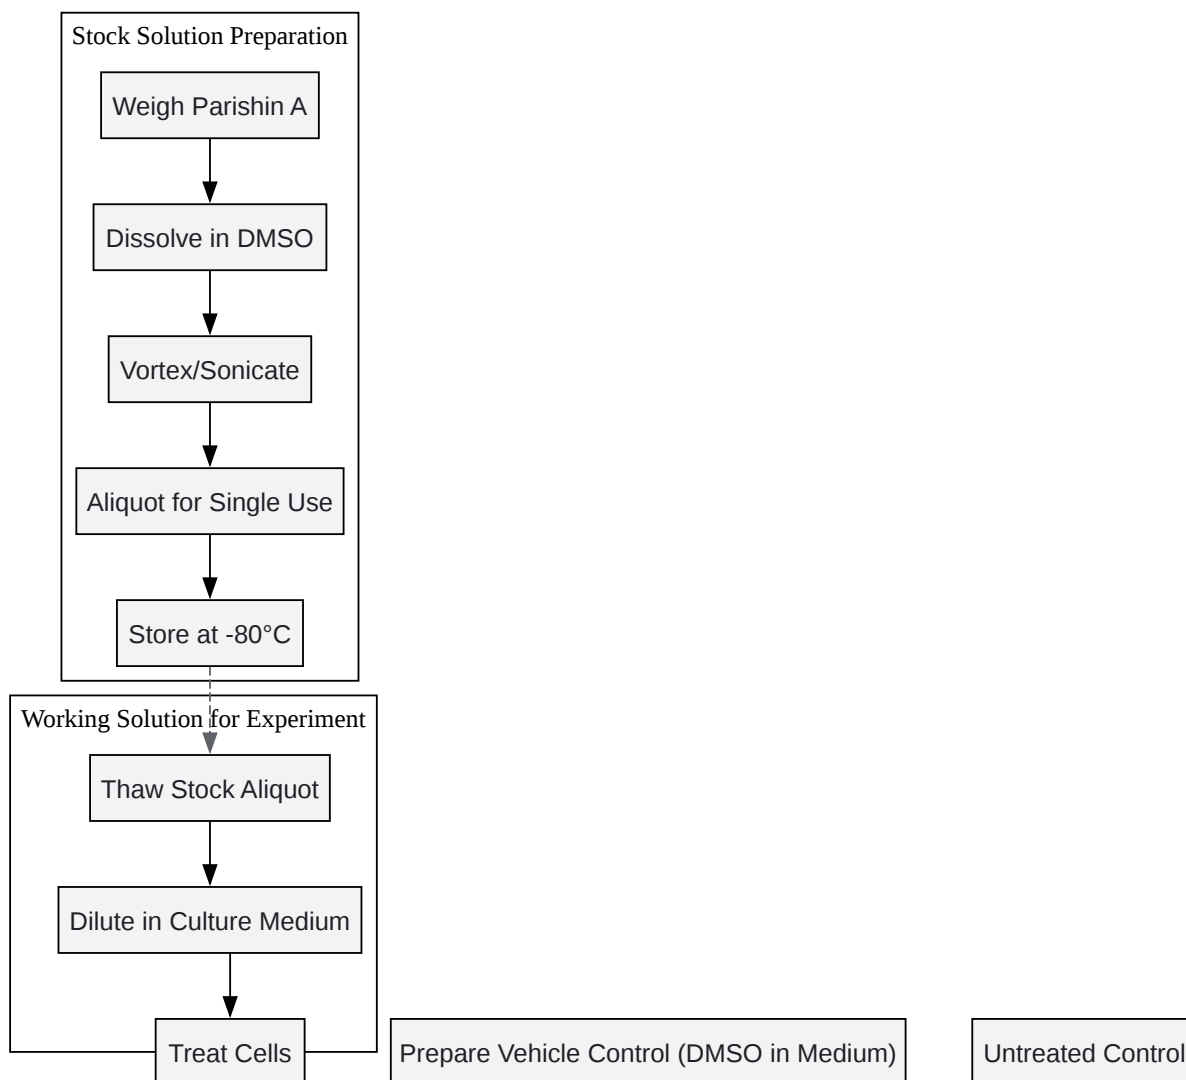 Stock Solution Preparation
Weigh Parishin A
Dissolve in DMSO
Vortex/Sonicate
Aliquot for Single Use
Store at -80°C
Working Solution for Experiment
Thaw Stock Aliquot
Dilute in Culture Medium
Treat Cells
Prepare Vehicle Control (DMSO in Medium)
Untreated Control